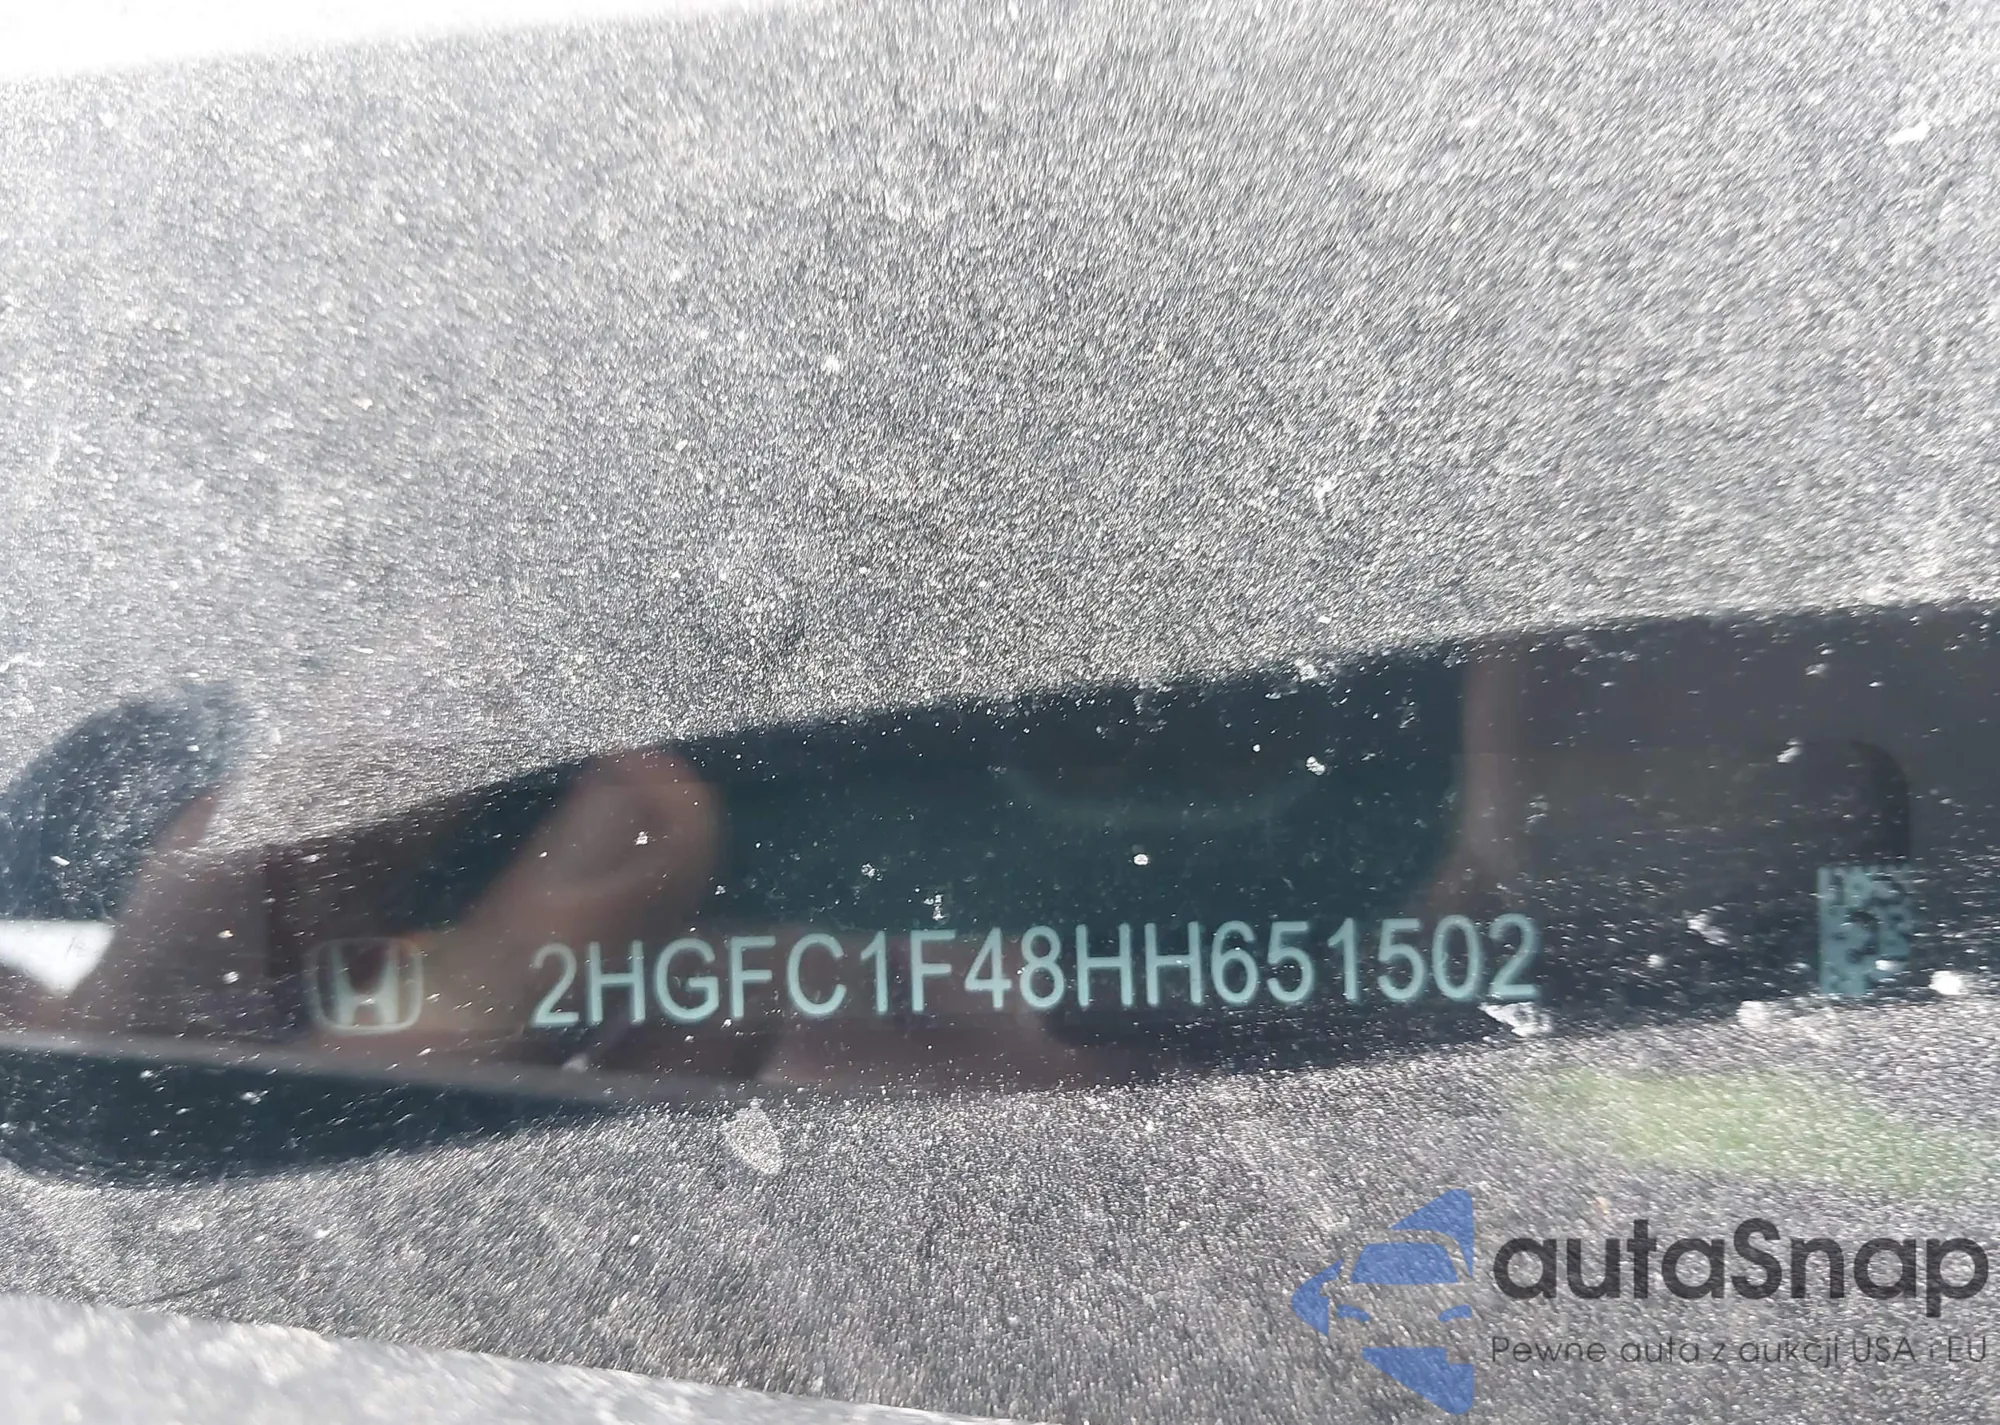 2HGFC1F48HH651502
autaSnap
Pewne auta z aukcji USA i EU